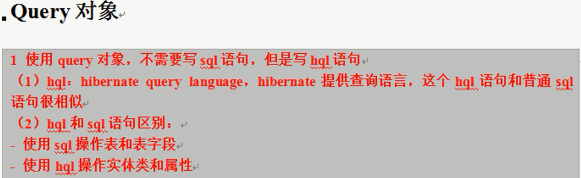 Query 对象
1 使用 query 对象，不需要写 sql 语句，但是写 hql 语句
（1）hql：hibernate query language，hibernate 提供查询语言，这个 hql 语句和普通 sql
语句很相似
（2）hql 和 sql 语句区别：
- 使用 sql 操作表和表字段
- 使用 hql 操作实体类和属性